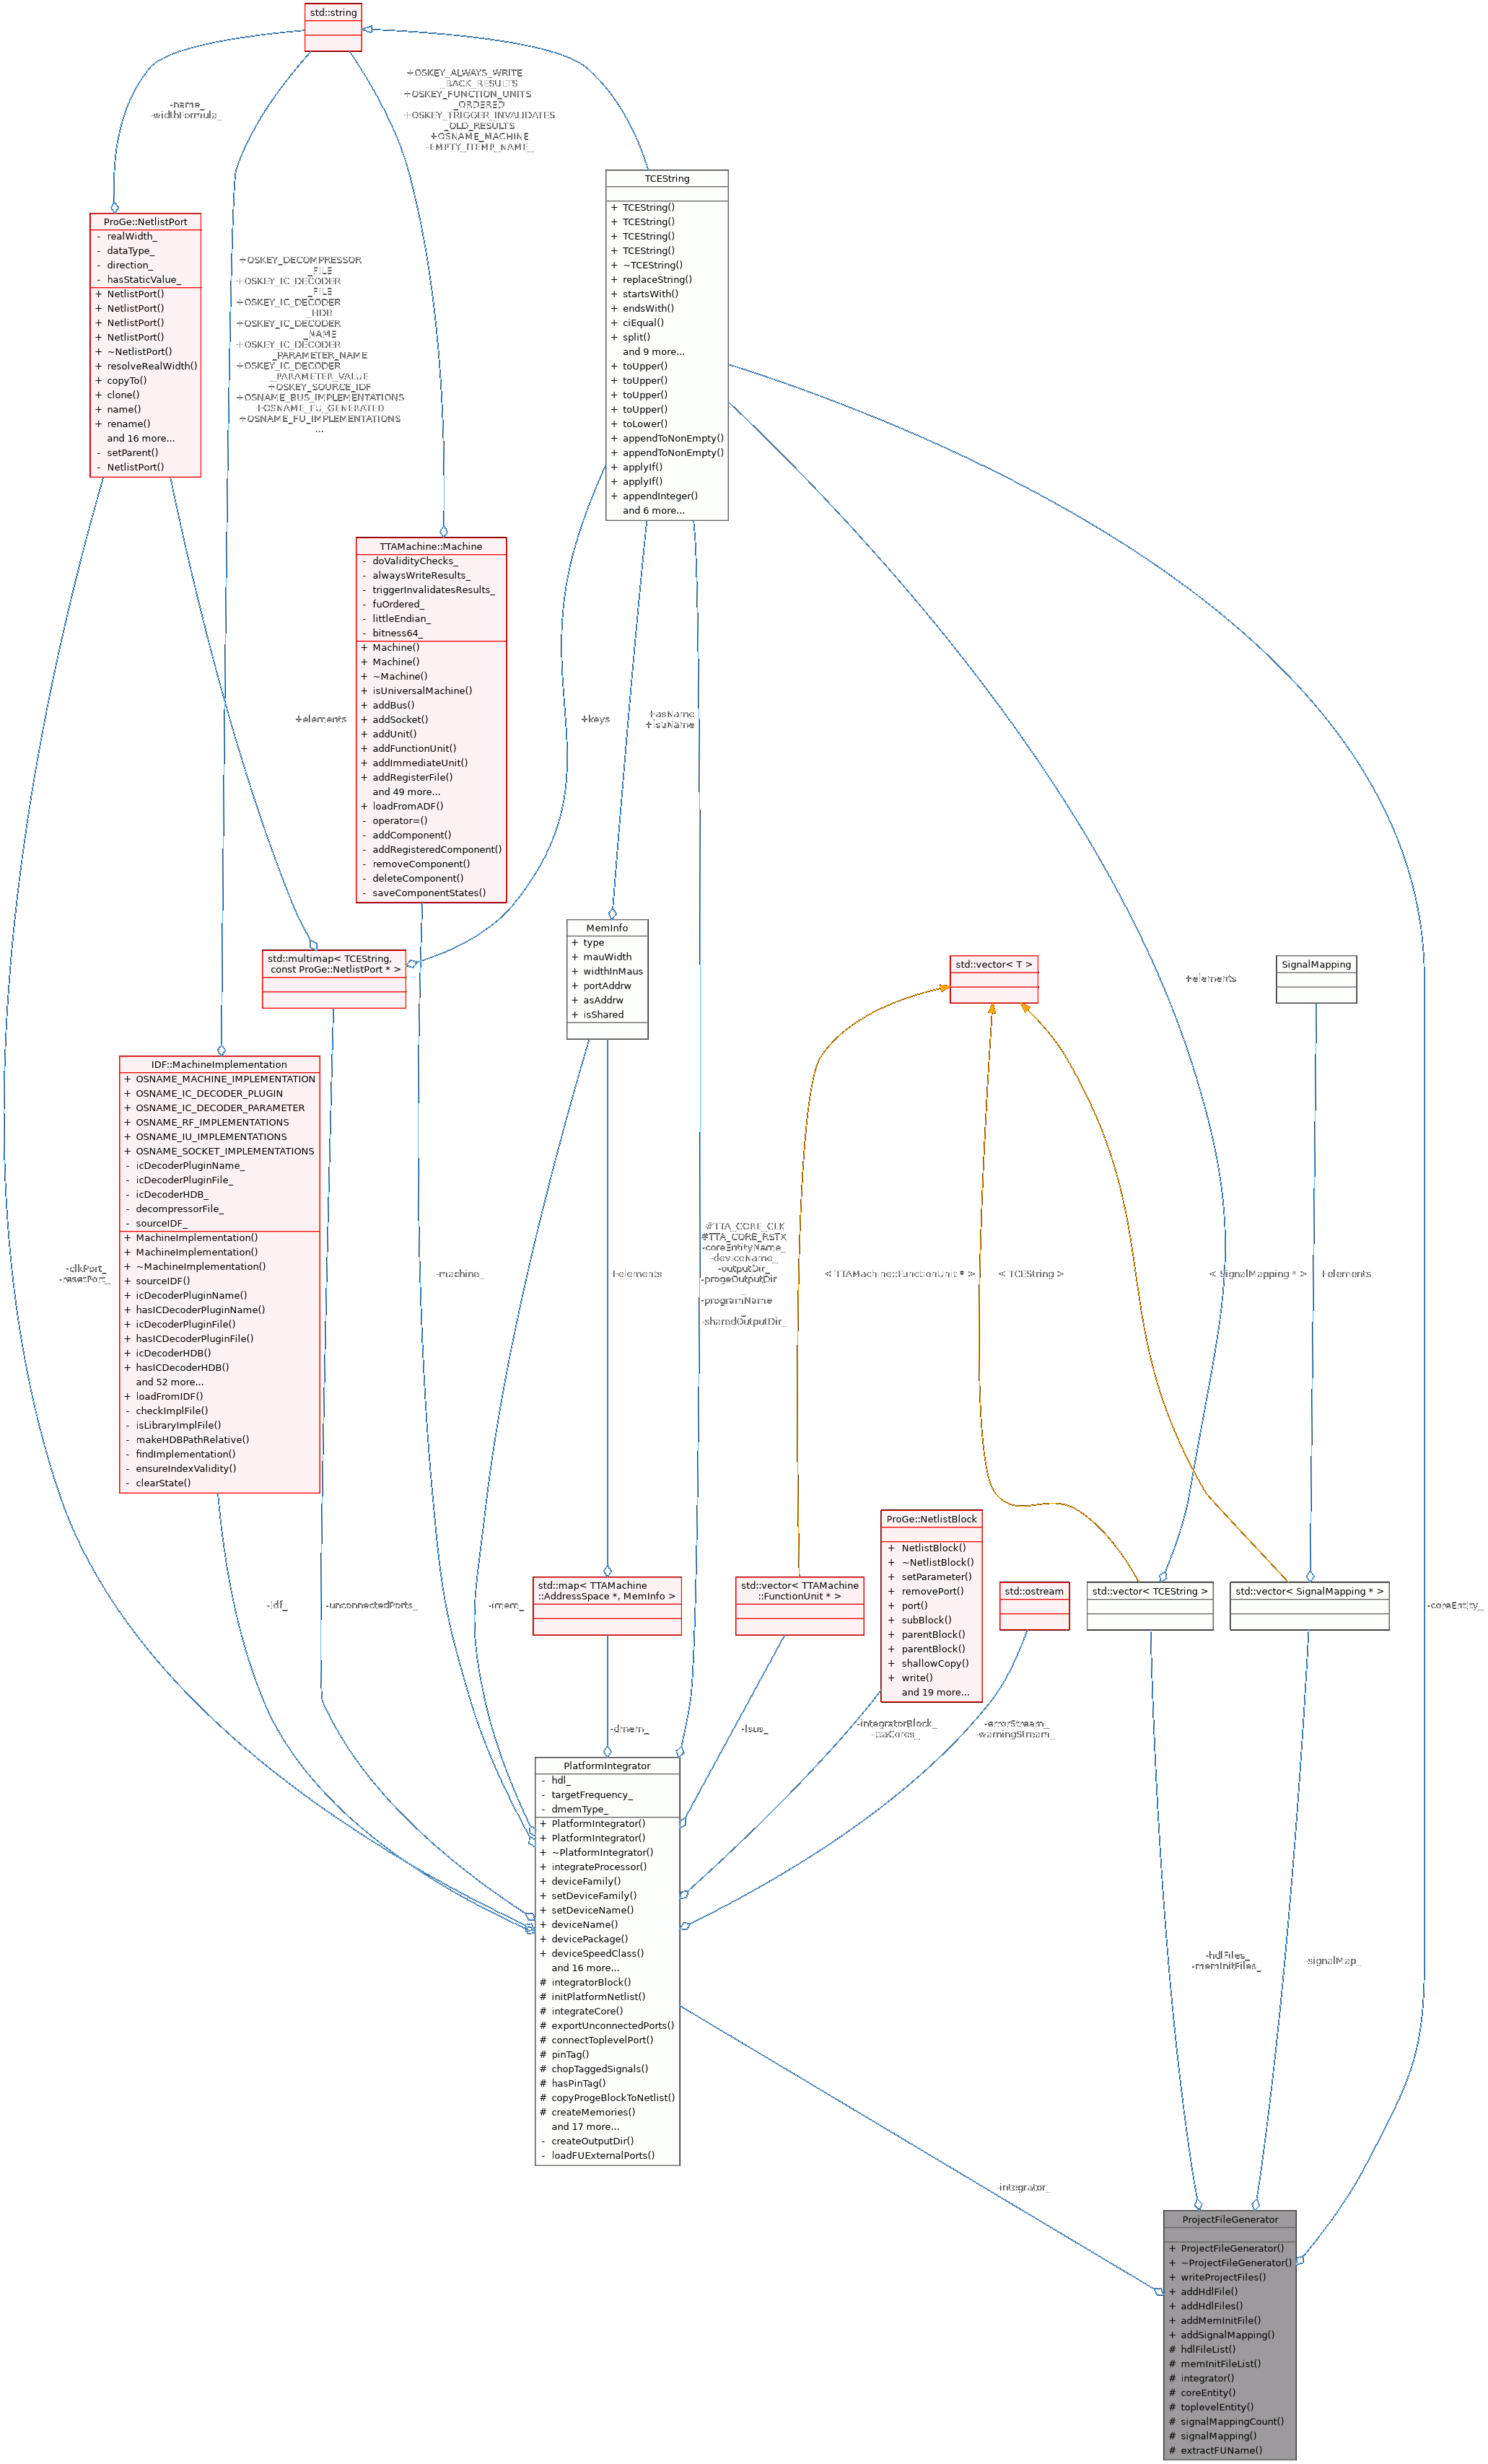 std::string
+OSKEY_ALWAYS_WRITE
_BACK_RESULTS
+OSKEY_FUNCTION_UNITS
_ORDERED
+OSKEY_TRIGGER_INVALIDATES
_OLD_RESULTS
+OSNAME_MACHINE
-EMPTY_ITEMP_NAME_
-name_
-widthFormula_
TCEString
+ TCEString()
+ TCEString()
+ TCEString()
+ TCEString()
+ ~TCEString()
+ replaceString()
+ startsWith()
+ endsWith()
+ ciEqual()
+ split()
and 9 more...
+ toUpper()
+ toUpper()
+ toUpper()
+ toUpper()
+ toLower()
+ appendToNonEmpty()
+ appendToNonEmpty()
+ applyIf()
+ applyIf()
+ appendInteger()
and 6 more...
ProGe::NetlistPort
- realWidth_
- dataType_
- direction_
- hasStaticValue_
+ NetlistPort()
+ NetlistPort()
+ NetlistPort()
+ NetlistPort()
+ ~NetlistPort()
+ resolveRealWidth()
+ copyTo()
+ clone()
+ name()
+ rename()
and 16 more...
- setParent()
- NetlistPort()
+OSKEY_DECOMPRESSOR
_FILE
+OSKEY_IC_DECODER
_FILE
+OSKEY_IC_DECODER
_HDB
+OSKEY_IC_DECODER
_NAME
+OSKEY_IC_DECODER
_PARAMETER_NAME
+OSKEY_IC_DECODER
_PARAMETER_VALUE
+OSKEY_SOURCE_IDF
+OSNAME_BUS_IMPLEMENTATIONS
+OSNAME_FU_GENERATED
+OSNAME_FU_IMPLEMENTATIONS
...
TTAMachine::Machine
- doValidityChecks_
- alwaysWriteResults_
- triggerInvalidatesResults_
- fuOrdered_
- littleEndian_
- bitness64_
+ Machine()
+ Machine()
+ ~Machine()
+ isUniversalMachine()
+ addBus()
+ addSocket()
+ addUnit()
+ addFunctionUnit()
+ addImmediateUnit()
+ addRegisterFile()
and 49 more...
+ loadFromADF()
- operator=()
- addComponent()
- addRegisteredComponent()
- removeComponent()
- deleteComponent()
- saveComponentStates()
+elements
+keys
+asName
+lsuName
std::multimap< TCEString,
const ProGe::NetlistPort * >
MemInfo
+ type
+ mauWidth
+ widthInMaus
+ portAddrw
+ asAddrw
+ isShared
std::vector< T >
SignalMapping
+elements
IDF::MachineImplementation
+ OSNAME_MACHINE_IMPLEMENTATION
+ OSNAME_IC_DECODER_PLUGIN
+ OSNAME_IC_DECODER_PARAMETER
+ OSNAME_RF_IMPLEMENTATIONS
+ OSNAME_IU_IMPLEMENTATIONS
+ OSNAME_SOCKET_IMPLEMENTATIONS
- icDecoderPluginName_
- icDecoderPluginFile_
- icDecoderHDB_
- decompressorFile_
- sourceIDF_
+ MachineImplementation()
+ MachineImplementation()
+ ~MachineImplementation()
+ sourceIDF()
+ icDecoderPluginName()
+ hasICDecoderPluginName()
+ icDecoderPluginFile()
+ hasICDecoderPluginFile()
+ icDecoderHDB()
+ hasICDecoderHDB()
and 52 more...
+ loadFromIDF()
- checkImplFile()
- isLibraryImplFile()
- makeHDBPathRelative()
- findImplementation()
- ensureIndexValidity()
- clearState()
-clkPort_
-resetPort_
-machine_
+elements
#TTA_CORE_CLK
#TTA_CORE_RSTX
-coreEntityName_
-deviceName_
-outputDir_
-progeOutputDir
_
-programName
_
-sharedOutputDir_
< TTAMachine::FunctionUnit * >
< TCEString >
< SignalMapping * >
+elements
-idf_
-unconnectedPorts_
-imem_
std::map< TTAMachine
::AddressSpace *, MemInfo >
std::vector< TTAMachine
::FunctionUnit * >
ProGe::NetlistBlock
+ NetlistBlock()
+ ~NetlistBlock()
+ setParameter()
+ removePort()
+ port()
+ subBlock()
+ parentBlock()
+ parentBlock()
+ shallowCopy()
+ write()
and 19 more...
std::ostream
std::vector< TCEString >
std::vector< SignalMapping * >
-coreEntity_
-dmem_
-lsus_
-integratorBlock_
-ttaCores_
-errorStream_
-warningStream_
PlatformIntegrator
- hdl_
- targetFrequency_
- dmemType_
+ PlatformIntegrator()
+ PlatformIntegrator()
+ ~PlatformIntegrator()
+ integrateProcessor()
+ deviceFamily()
+ setDeviceFamily()
+ setDeviceName()
+ deviceName()
+ devicePackage()
+ deviceSpeedClass()
and 16 more...
# integratorBlock()
# initPlatformNetlist()
# integrateCore()
# exportUnconnectedPorts()
# connectToplevelPort()
# pinTag()
# chopTaggedSignals()
# hasPinTag()
# copyProgeBlockToNetlist()
# createMemories()
and 17 more...
- createOutputDir()
- loadFUExternalPorts()
-hdlFiles_
-memInitFiles_
-signalMap_
-integrator_
ProjectFileGenerator
+ ProjectFileGenerator()
+ ~ProjectFileGenerator()
+ writeProjectFiles()
+ addHdlFile()
+ addHdlFiles()
+ addMemInitFile()
+ addSignalMapping()
# hdlFileList()
# memInitFileList()
# integrator()
# coreEntity()
# toplevelEntity()
# signalMappingCount()
# signalMapping()
# extractFUName()